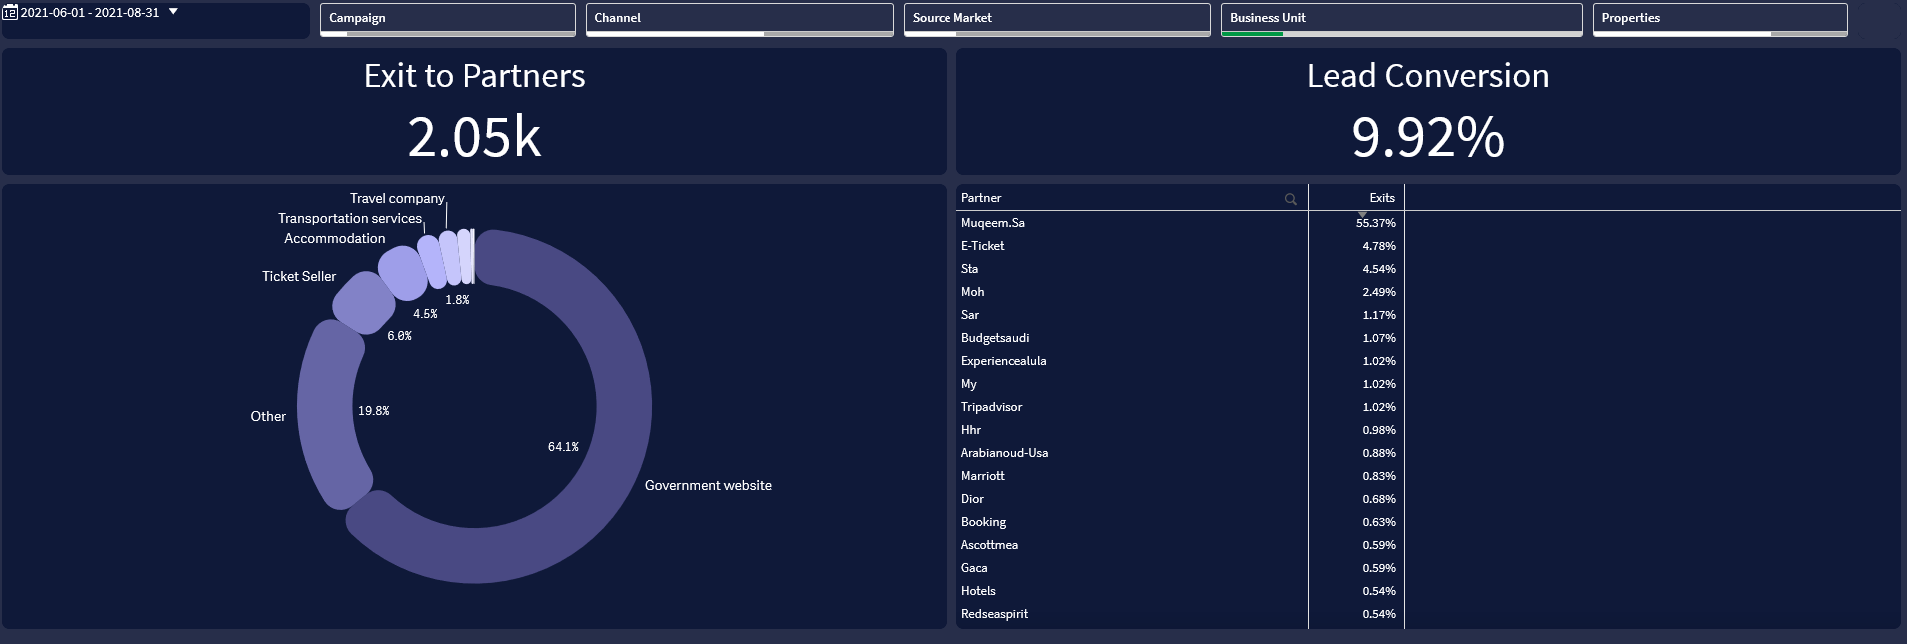 12 2021-06-01 - 2021-08-31
Campaign
Channel
Source Market
Business Unit
Properties
Exit to Partners
2.05k
Lead Conversion
9.92%
Travel company
Transportation services
Accommodation
Ticket Seller
Other
Government website
1.8%
4.5%
6.0%
19.8%
64.1%
Partner Exits
Muqeem.Sa 55.37%
E-Ticket 4.78%
Sta 4.54%
Moh 2.49%
Sar 1.17%
Budgetsaudi 1.07%
Experiencealula 1.02%
My 1.02%
Tripadvisor 1.02%
Hhr 0.98%
Arabianoud-Usa 0.88%
Marriott 0.83%
Dior 0.68%
Booking 0.63%
Ascottmea 0.59%
Gaca 0.59%
Hotels 0.54%
Redseaspirit 0.54%